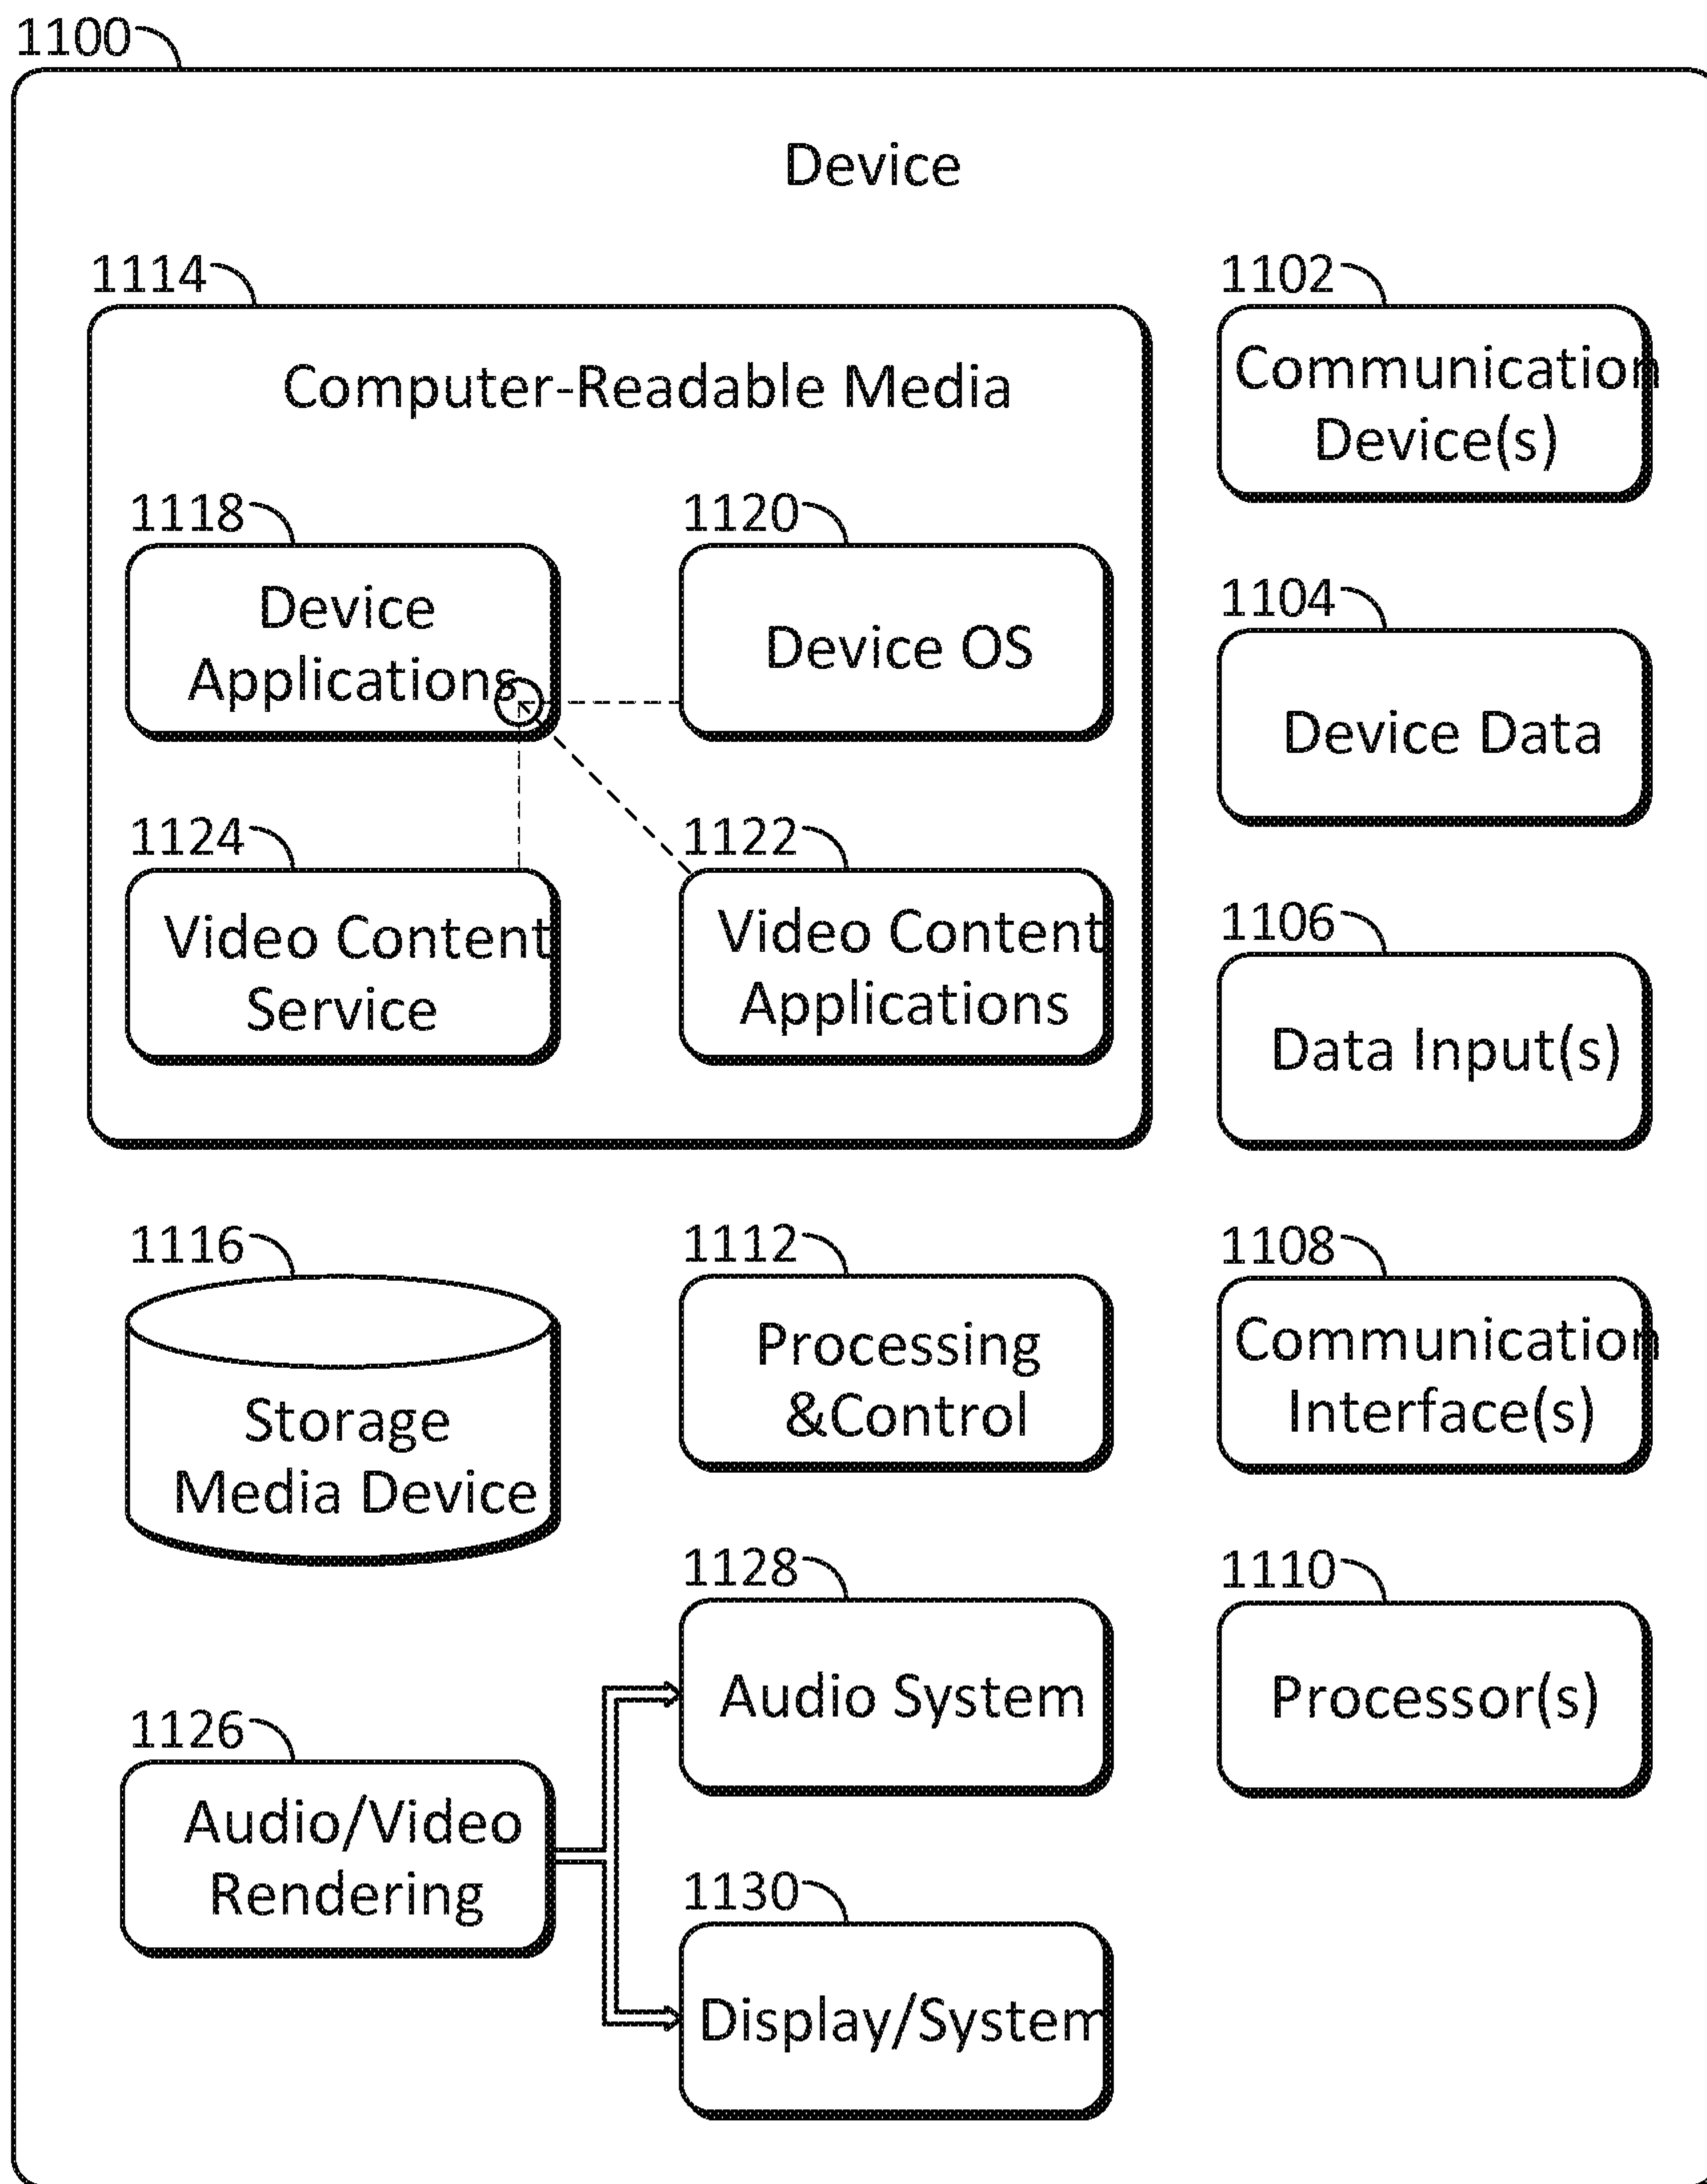 1100
Device
1114
Computer-Readable Media
1118
Device
Applications
1120
Device OS
1124
Video Content
Service
1122
Video Content
Applications
1102
Communication
Device(s)
1104
Device Data
1106
Data Input(s)
1116
Storage
Media Device
1112
Processing
&Control
1108
Communication
Interface(s)
1128
Audio System
1110
Processor(s)
1126
Audio/Video
Rendering
1130
Display/System